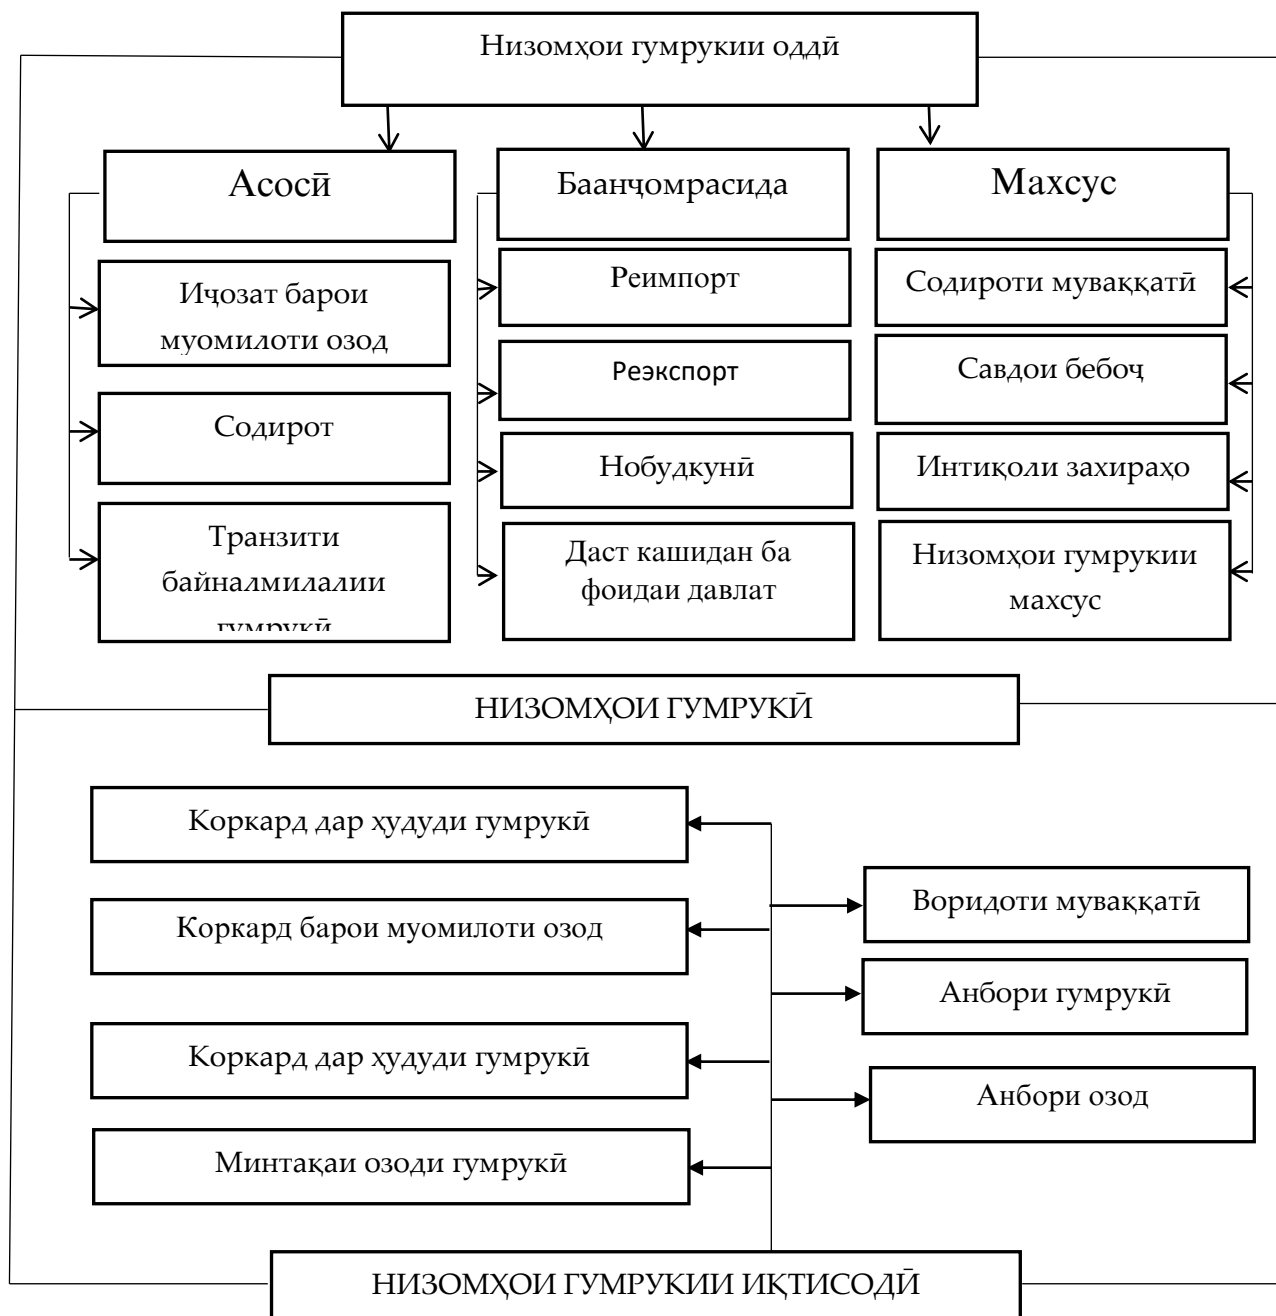 Низомҳои гумрукии оддӣ
Асосӣ
Баанҷомрасида
Махсус
Иҷозат барои
муомилоти озод
Реимпорт
Содироти муваққатӣ
Содирот
Реэкспорт
Савдои бебоҷ
Транзити
байналмилалии
гумрукӣ
Нобудкунӣ
Интиқоли захираҳо
Даст кашидан ба
фоидаи давлат
Низомҳои гумрукии
махсус
НИЗОМҲОИ ГУМРУКӢ
Коркард дар ҳудуди гумрукӣ
Коркард барои муомилоти озод
Коркард дар ҳудуди гумрукӣ
Минтақаи озоди гумрукӣ
Воридоти муваққатӣ
Анбори гумрукӣ
Анбори озод
НИЗОМҲОИ ГУМРУКИИ ИҚТИСОДӢ